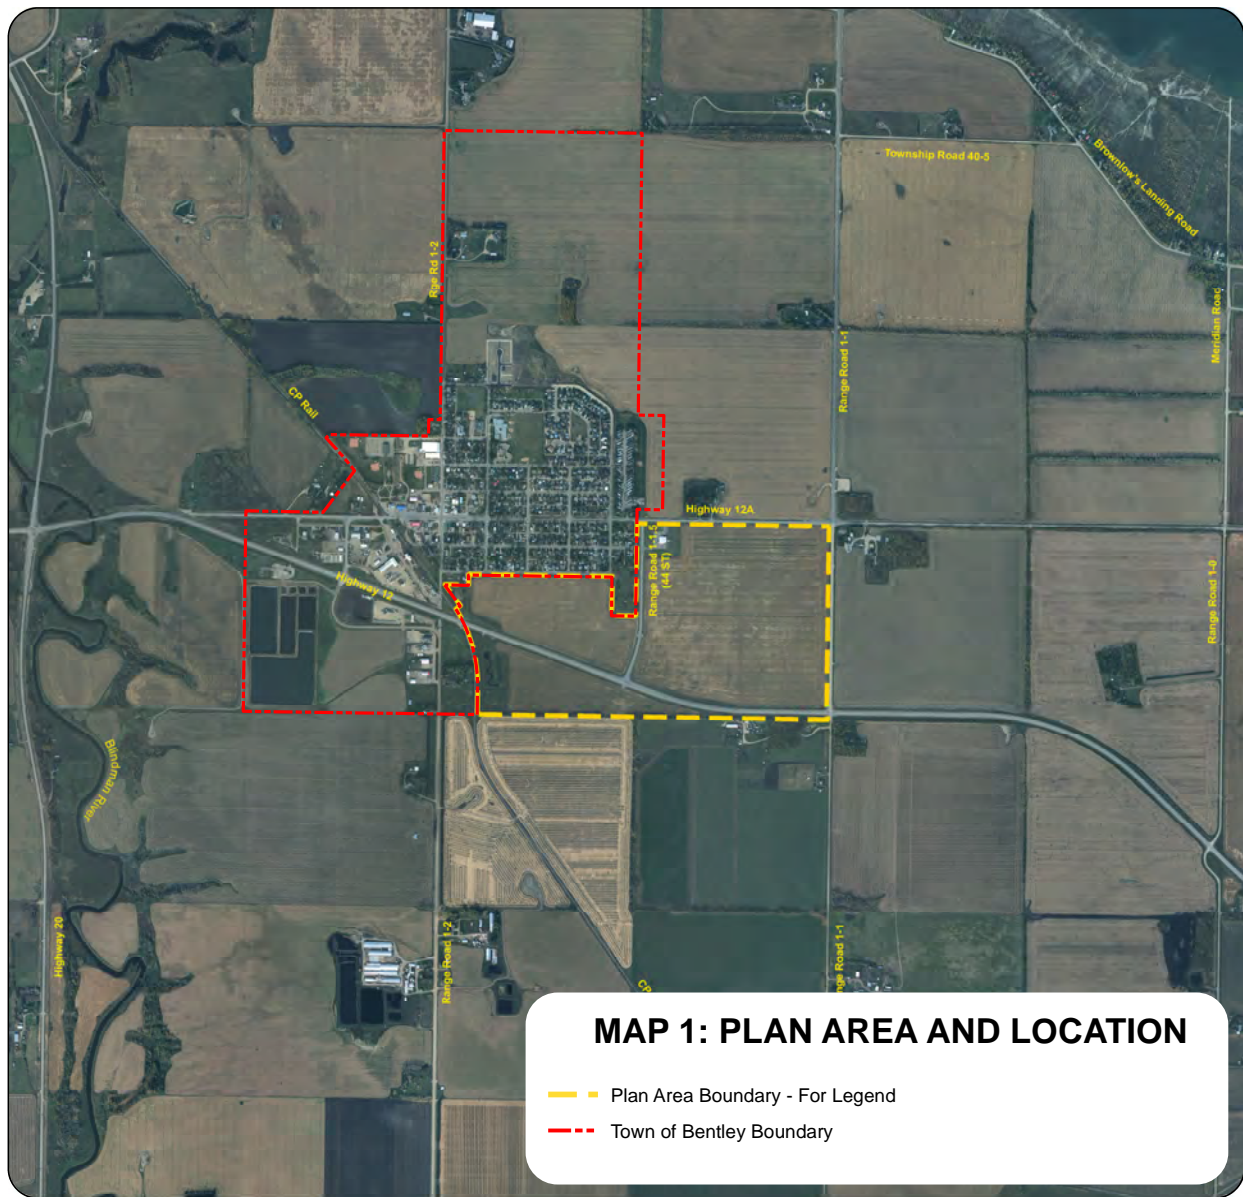 Township Road 40-5
Brownlow's Landing Road
Rge Rd 1-2
Meridian Road
Range Road 1-1
CP Rail
Highway 12A
Range Road 1-1.5
(44 ST)
Highway 12
Range Road 1-0
Blindman River
Highway 20
Range Road 1-2
nge Road 1-1
CP
MAP 1: PLAN AREA AND LOCATION
Plan Area Boundary - For Legend
Town of Bentley Boundary